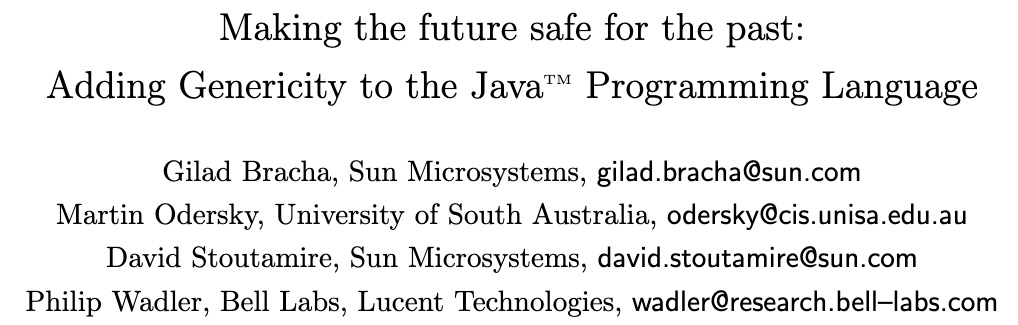 Making the future safe for the past:
Adding Genericity to the Java™ Programming Language
Gilad Bracha, Sun Microsystems, gilad.bracha@sun.com
Martin Odersky, University of South Australia, odersky@cis.unisa.edu.au
David Stoutamire, Sun Microsystems, david.stoutamire@sun.com
Philip Wadler, Bell Labs, Lucent Technologies, wadler@research.bell–labs.com